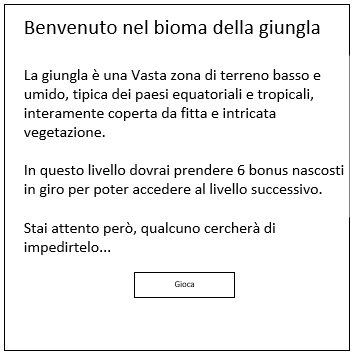 Benvenuto nel bioma della giungla
La giungla è una Vasta zona di terreno basso e
umido, tipica dei paesi equatoriali e tropicali,
interamente coperta da fitta e intricata
vegetazione.
In questo livello dovrai prendere 6 bonus nascosti
in giro per poter accedere al livello successivo.
Stai attento però, qualcuno cercherà di
impedirtelo...
Gioca